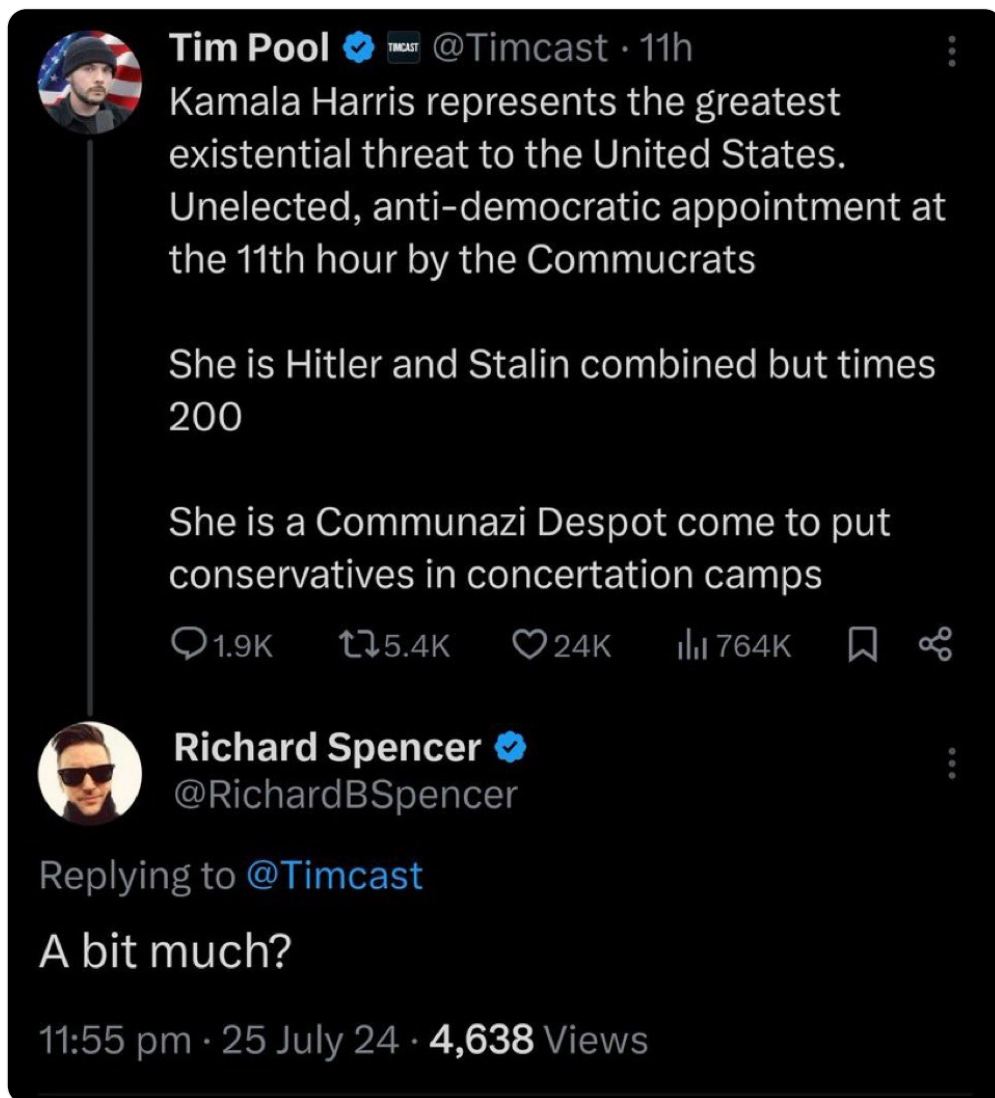 Tim Pool TIMCAST @Timcast · 11h
Kamala Harris represents the greatest
existential threat to the United States.
Unelected, anti-democratic appointment at
the 11th hour by the Commucrats
She is Hitler and Stalin combined but times
200
She is a Communazi Despot come to put
conservatives in concertation camps
1.9K 5.4K 24K 764K
Richard Spencer
@RichardBSpencer
Replying to @Timcast
A bit much?
11:55 pm · 25 July 24 · 4,638 Views